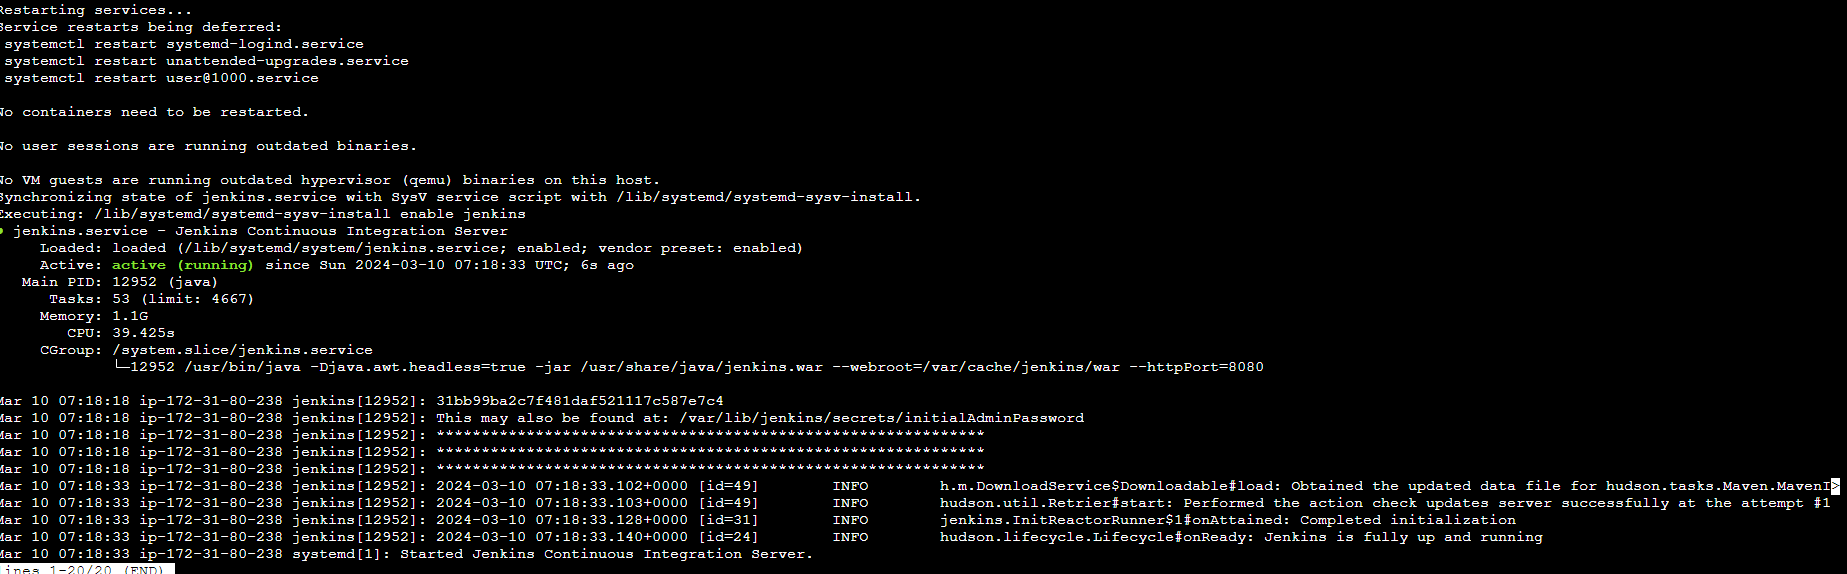 Restarting services...
Service restarts being deferred:
systemctl restart systemd-logind.service
systemctl restart unattended-upgrades.service
systemctl restart user@1000.service
No containers need to be restarted.
No user sessions are running outdated binaries.
No VM guests are running outdated hypervisor (qemu) binaries on this host.
Synchronizing state of jenkins.service with SysV service script with /lib/systemd/systemd-sysv-install.
Executing: /lib/systemd/systemd-sysv-install enable jenkins
● jenkins.service - Jenkins Continuous Integration Server
Loaded: loaded (/lib/systemd/system/jenkins.service; enabled; vendor preset: enabled)
Active: active (running) since Sun 2024-03-10 07:18:33 UTC; 6s ago
Main PID: 12952 (java)
Tasks: 53 (limit: 4667)
Memory: 1.1G
CPU: 39.425s
CGroup: /system.slice/jenkins.service
└─12952 /usr/bin/java -Djava.awt.headless=true -jar /usr/share/java/jenkins.war --webroot=/var/cache/jenkins/war --httpPort=8080
Mar 10 07:18:18 ip-172-31-80-238 jenkins[12952]: 31bb99ba2c7f481daf521117c587e7c4
Mar 10 07:18:18 ip-172-31-80-238 jenkins[12952]: This may also be found at: /var/lib/jenkins/secrets/initialAdminPassword
Mar 10 07:18:18 ip-172-31-80-238 jenkins[12952]: *************************************************************
Mar 10 07:18:18 ip-172-31-80-238 jenkins[12952]: *************************************************************
Mar 10 07:18:18 ip-172-31-80-238 jenkins[12952]: *************************************************************
Mar 10 07:18:33 ip-172-31-80-238 jenkins[12952]: 2024-03-10 07:18:33.102+0000 [id=49] INFO h.m.DownloadService$Downloadable#load: Obtained the updated data file for hudson.tasks.Maven.MavenI>
Mar 10 07:18:33 ip-172-31-80-238 jenkins[12952]: 2024-03-10 07:18:33.103+0000 [id=49] INFO hudson.util.Retrier#start: Performed the action check updates server successfully at the attempt #1
Mar 10 07:18:33 ip-172-31-80-238 jenkins[12952]: 2024-03-10 07:18:33.128+0000 [id=31] INFO jenkins.InitReactorRunner$1#onAttained: Completed initialization
Mar 10 07:18:33 ip-172-31-80-238 jenkins[12952]: 2024-03-10 07:18:33.140+0000 [id=24] INFO hudson.lifecycle.Lifecycle#onReady: Jenkins is fully up and running
Mar 10 07:18:33 ip-172-31-80-238 systemd[1]: Started Jenkins Continuous Integration Server.
lines 1-20/20 (END)